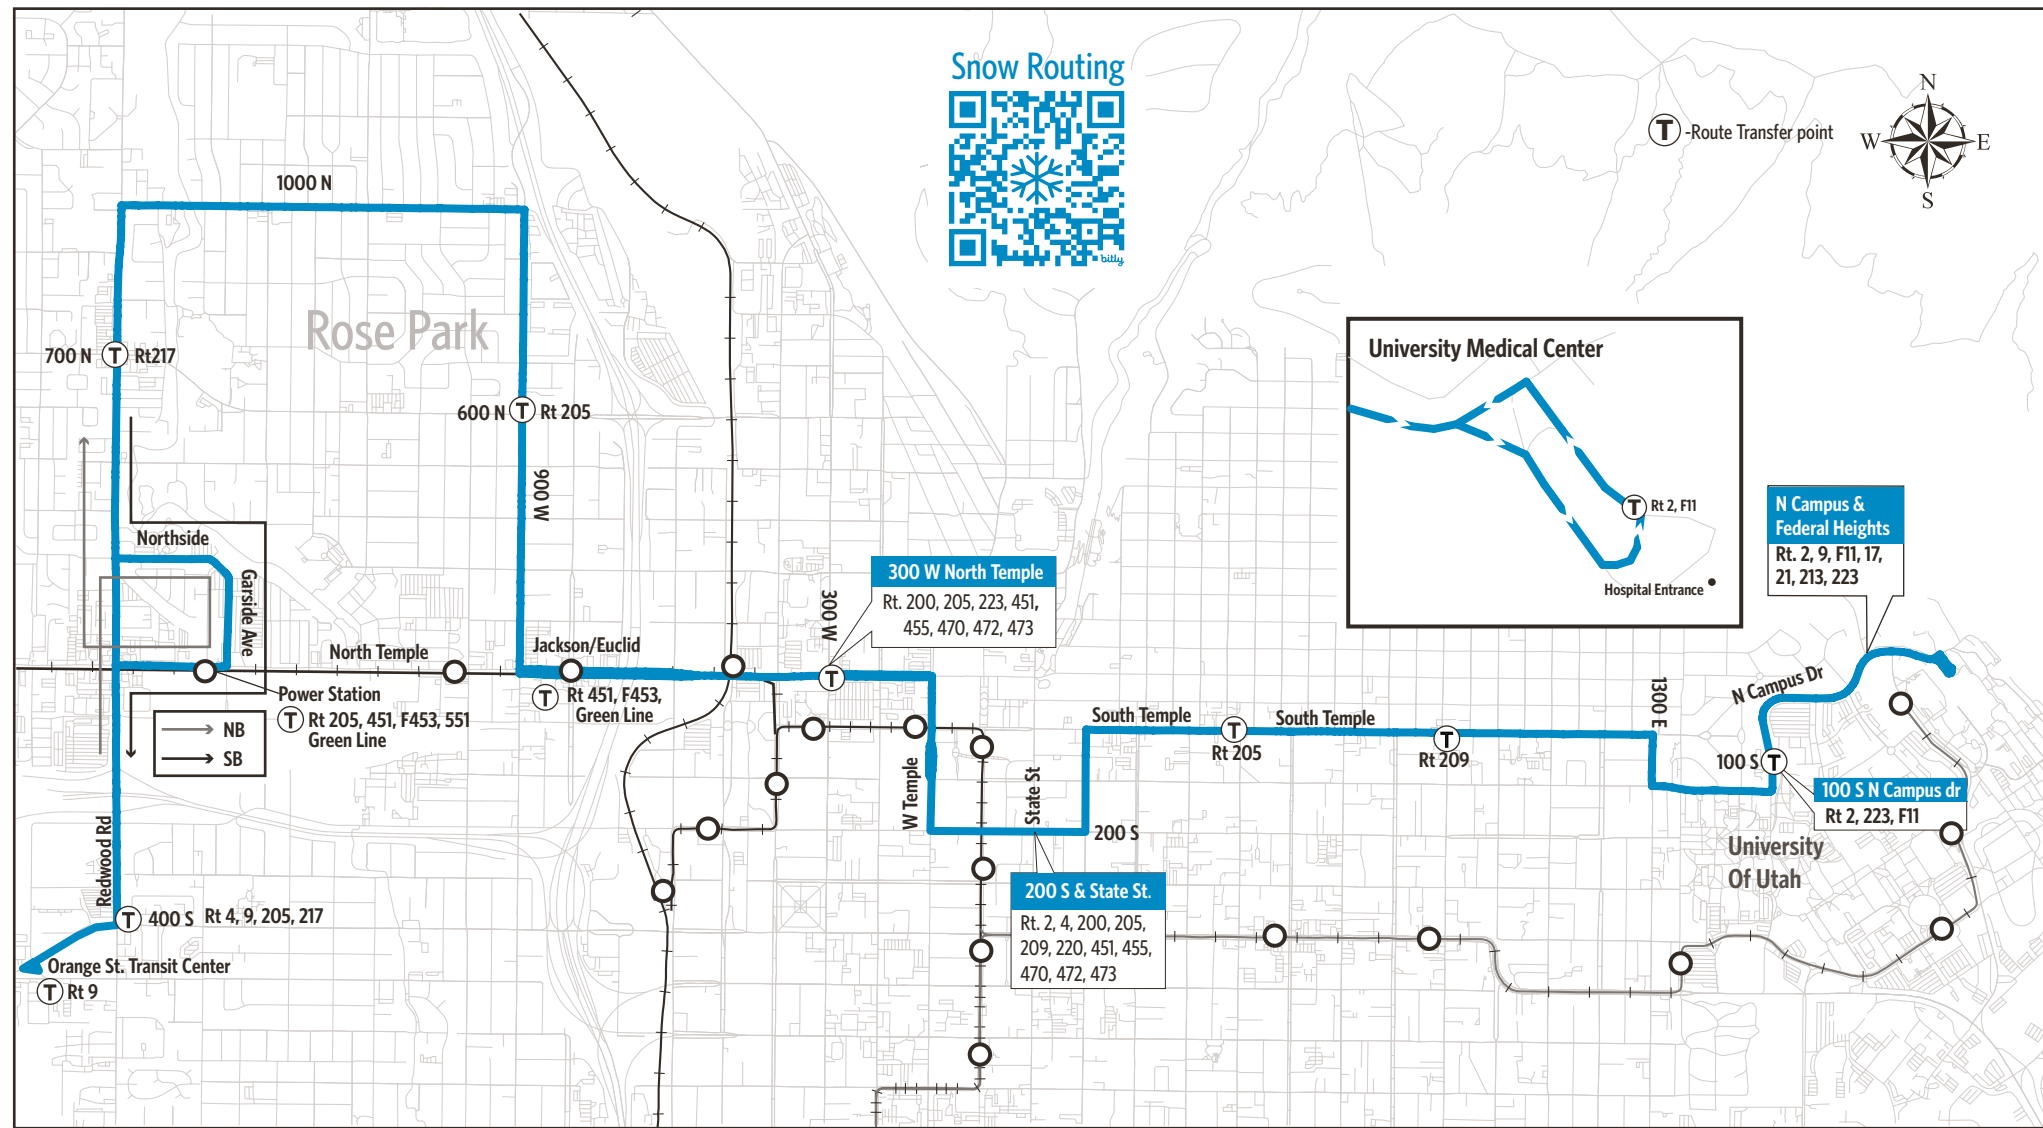 Snow Routing
bitly
T -Route Transfer point
N
W
E
S
1000 N
Rose Park
700 N T Rt217
600 N T Rt 205
900 W
University Medical Center
T Rt 2, F11
Hospital Entrance
N Campus &
Federal Heights
Rt. 2, 9, F11, 17,
21, 213, 223
Northside
Garside Ave
North Temple
Jackson/Euclid
T Rt 451, F453,
Green Line
Power Station
T Rt 205, 451, F453, 551
Green Line
NB
SB
300 W
T
300 W North Temple
Rt. 200, 205, 223, 451,
455, 470, 472, 473
W Temple
State St
200 S
200 S & State St.
Rt. 2, 4, 200, 205,
209, 220, 451, 455,
470, 472, 473
South Temple
T
Rt 205
South Temple
T
Rt 209
1300 E
N Campus Dr
100 S T
100 S N Campus dr
Rt 2, 223, F11
University
Of Utah
Redwood Rd
T 400 S Rt 4, 9, 205, 217
Orange St. Transit Center
T Rt 9